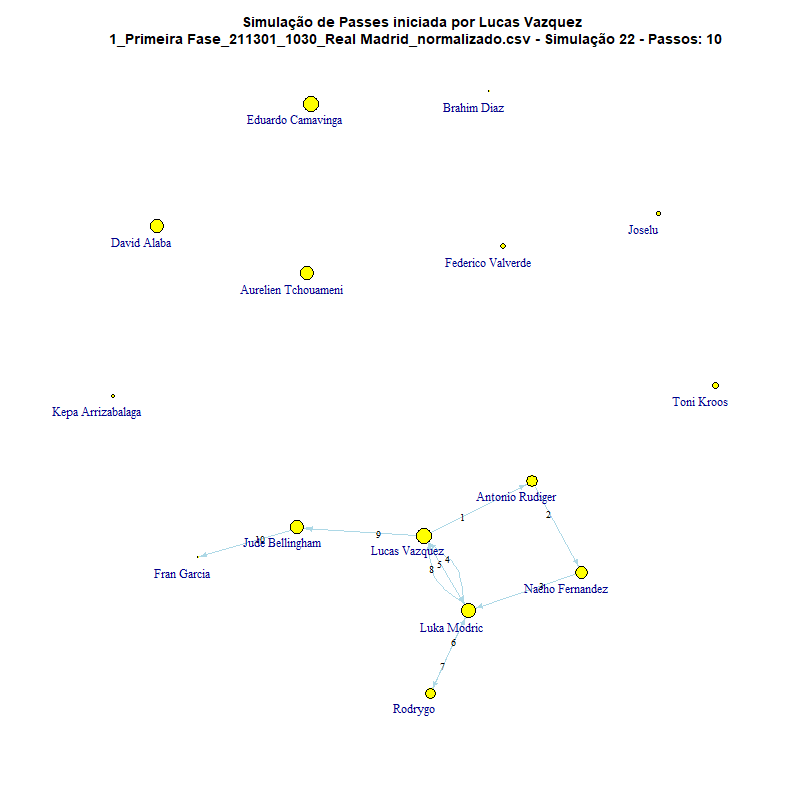 Simulação de Passes iniciada por Lucas Vazquez
1_Primeira Fase_211301_1030_Real Madrid_normalizado.csv - Simulação 22 - Passos: 10
Brahim Diaz
Eduardo Camavinga
Joselu
David Alaba
Federico Valverde
Aurelien Tchouameni
Toni Kroos
Kepa Arrizabalaga
Antonio Rudiger
1
2
9
10
Jude Bellingham
Lucas Vazquez
4
5
8
Fran Garcia
3
Nacho Fernandez
Luka Modric
6
7
Rodrygo